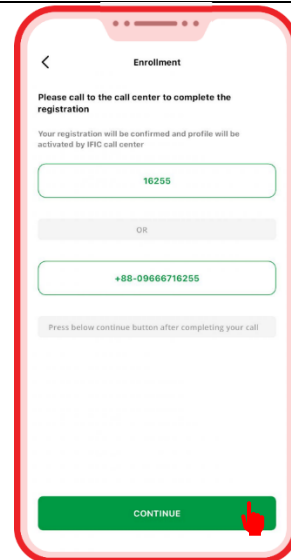 Enrollment
Please call to the call center to complete the
registration
Your registration will be confirmed and profile will be
activated by IFIC call center
16255
OR
+88-09666716255
Press below continue button after completing your call
CONTINUE